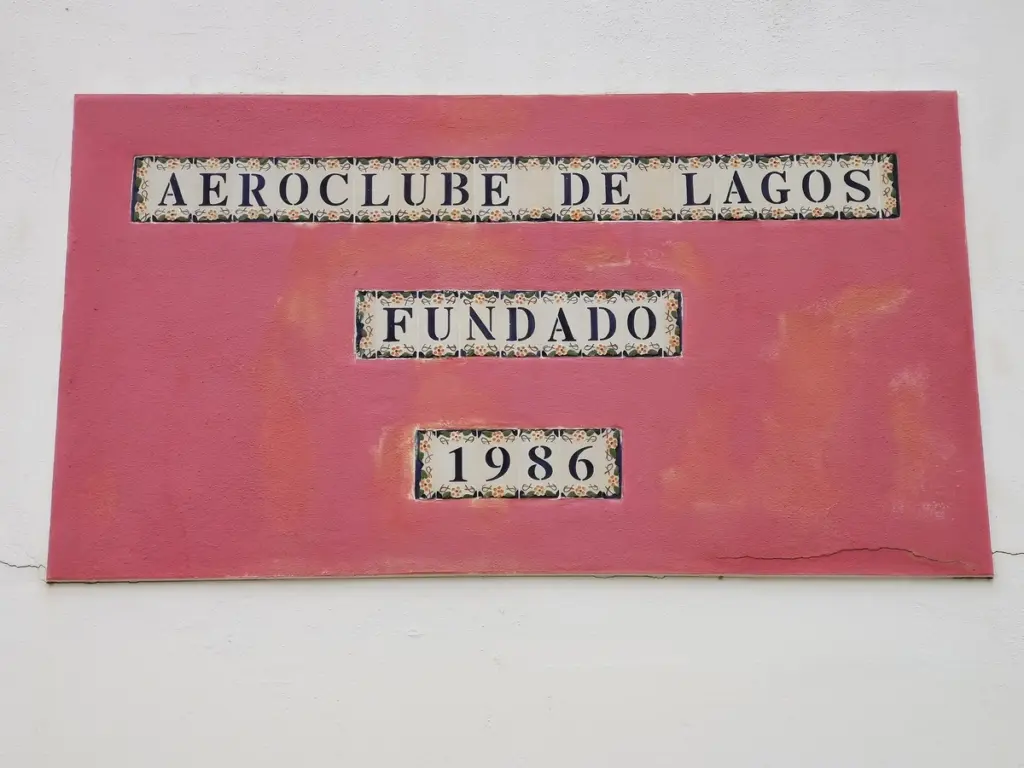 AEROCLUBE DE LAGOS
FUNDADO
1986